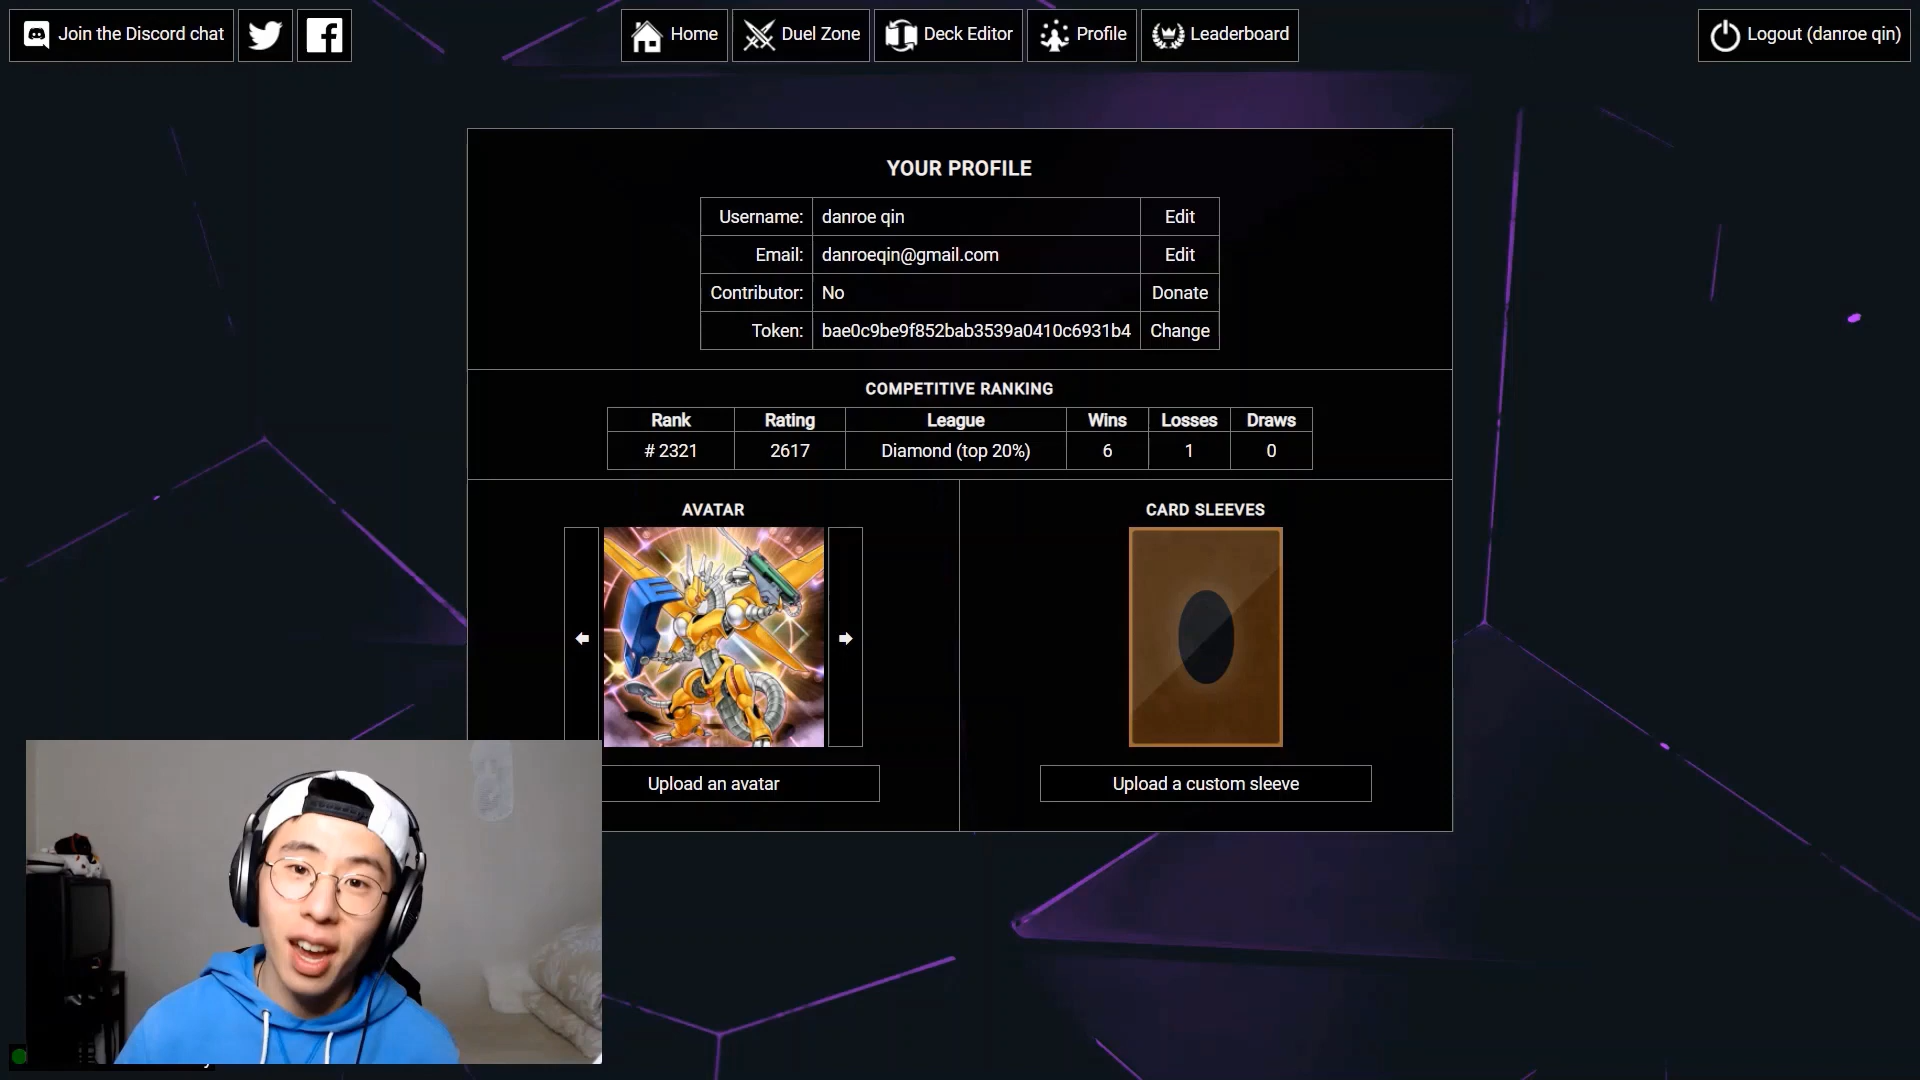 Join the Discord chat
Home
Duel Zone
Deck Editor
Profile
Leaderboard
Logout (danroe qin)
YOUR PROFILE
Username: danroe qin Edit
Email: danroeqin@gmail.com Edit
Contributor: No Donate
Token: bae0c9be9f852bab3539a0410c6931b4 Change
COMPETITIVE RANKING
Rank Rating League Wins Losses Draws
# 2321 2617 Diamond (top 20%) 6 1 0
AVATAR
CARD SLEEVES
Upload an avatar
Upload a custom sleeve